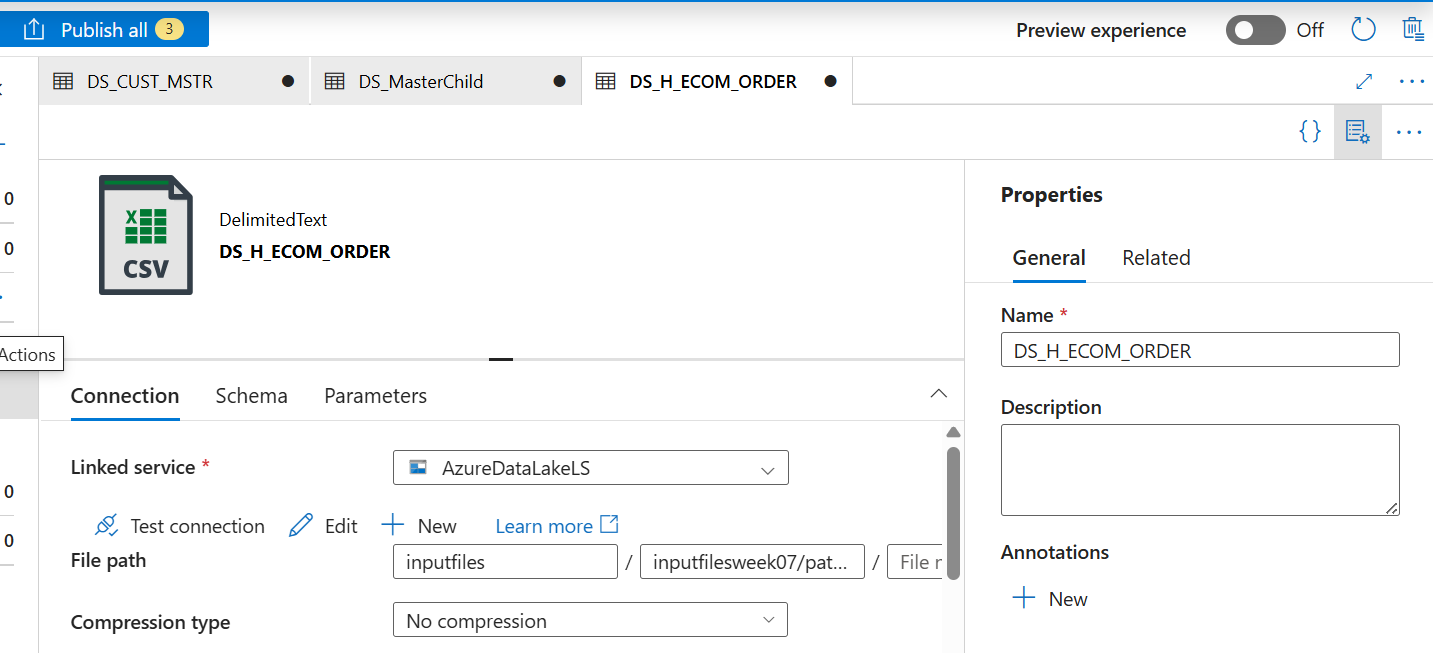 Publish all 3
Preview experience Off
DS_CUST_MSTR
DS_MasterChild
DS_H_ECOM_ORDER
{}
0
0
Actions
0
0
X
CSV
DelimitedText
DS_H_ECOM_ORDER
Connection Schema Parameters
Linked service *
AzureDataLakeLS
Test connection Edit New Learn more
File path
inputfiles / inputfilesweek07/pat... / File
Compression type
No compression
Properties
General Related
Name *
DS_H_ECOM_ORDER
Description
Annotations
New